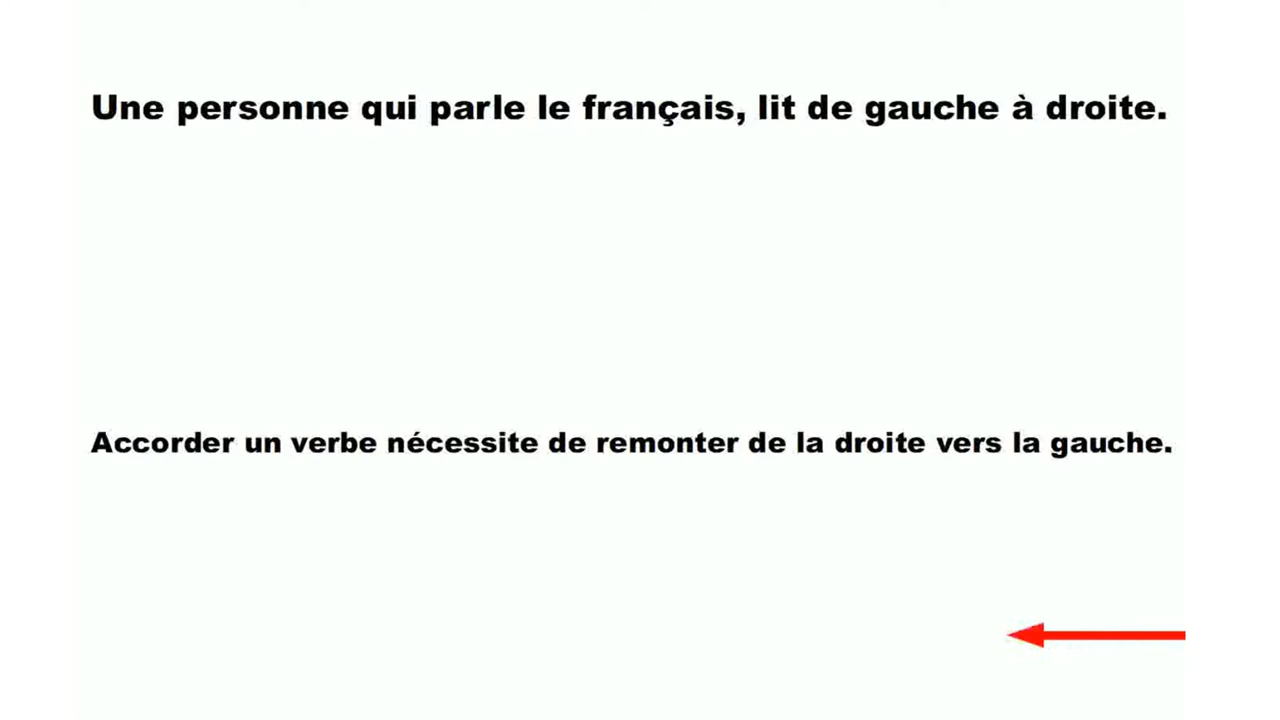 Une personne qui parle le français, lit de gauche à droite.
Accorder un verbe nécessite de remonter de la droite vers la gauche.